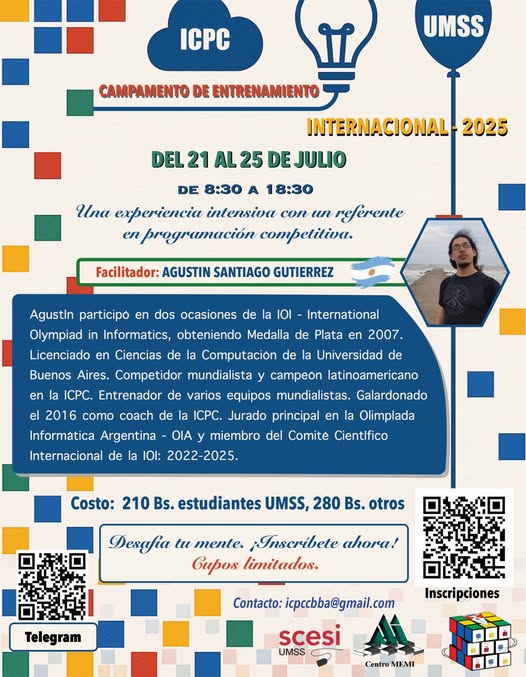 ICPC
UMSS
CAMPAMENTO DE ENTRENAMIENTO
INTERNACIONAL - 2025
DEL 21 AL 25 DE JULIO
DE 8:30 A 18:30
Una experiencia intensiva con un referente
en programación competitiva.
Facilitador: AGUSTIN SANTIAGO GUTIERREZ
AgustIn participo en dos ocasiones de la IOI - International
Olympiad in Informatics, obteniendo Medalla de Plata en 2007.
Licenciado en Ciencias de la Computación de la Universidad de
Buenos Aires. Competidor mundialista y campeón latinoamericano
en la ICPC. Entrenador de varios equipos mundialistas. Galardonado
el 2016 como coach de la ICPC. Jurado principal en la OlimpIada
Informatica Argentina - OIA y miembro del Comite CientIfico
Internacional de la IOI: 2022-2025.
Costo: 210 Bs. estudiantes UMSS, 280 Bs. otros
Desafia tu mente. ¡Inscribete ahora!
Cupos limitados.
Inscripciones
Contacto: icpccbba@gmail.com
Telegram
scesi
UMSS
Centro MEMI